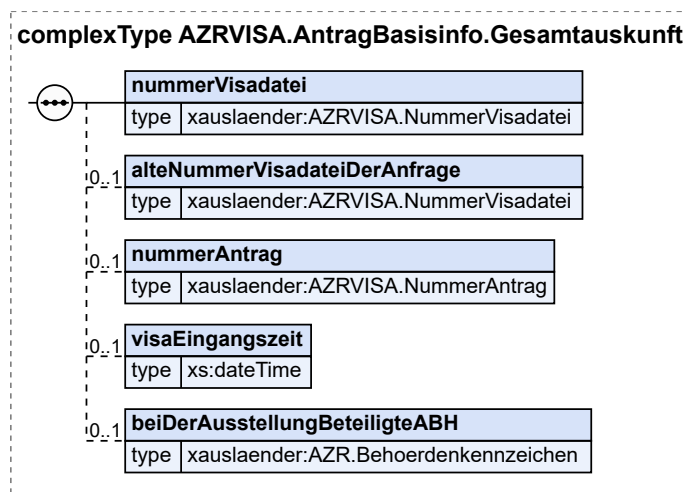 complexType AZRVISA.AntragBasisinfo.Gesamtauskunft
nummerVisadatei
type xauslaender:AZRVISA.NummerVisadatei
0..1 alteNummerVisadateiDerAnfrage
type xauslaender:AZRVISA.NummerVisadatei
0..1 nummerAntrag
type xauslaender:AZRVISA.NummerAntrag
0..1 visaEingangszeit
type xs:dateTime
0..1 beiDerAusstellungBeteiligteABH
type xauslaender:AZR.Behoerdenkennzeichen